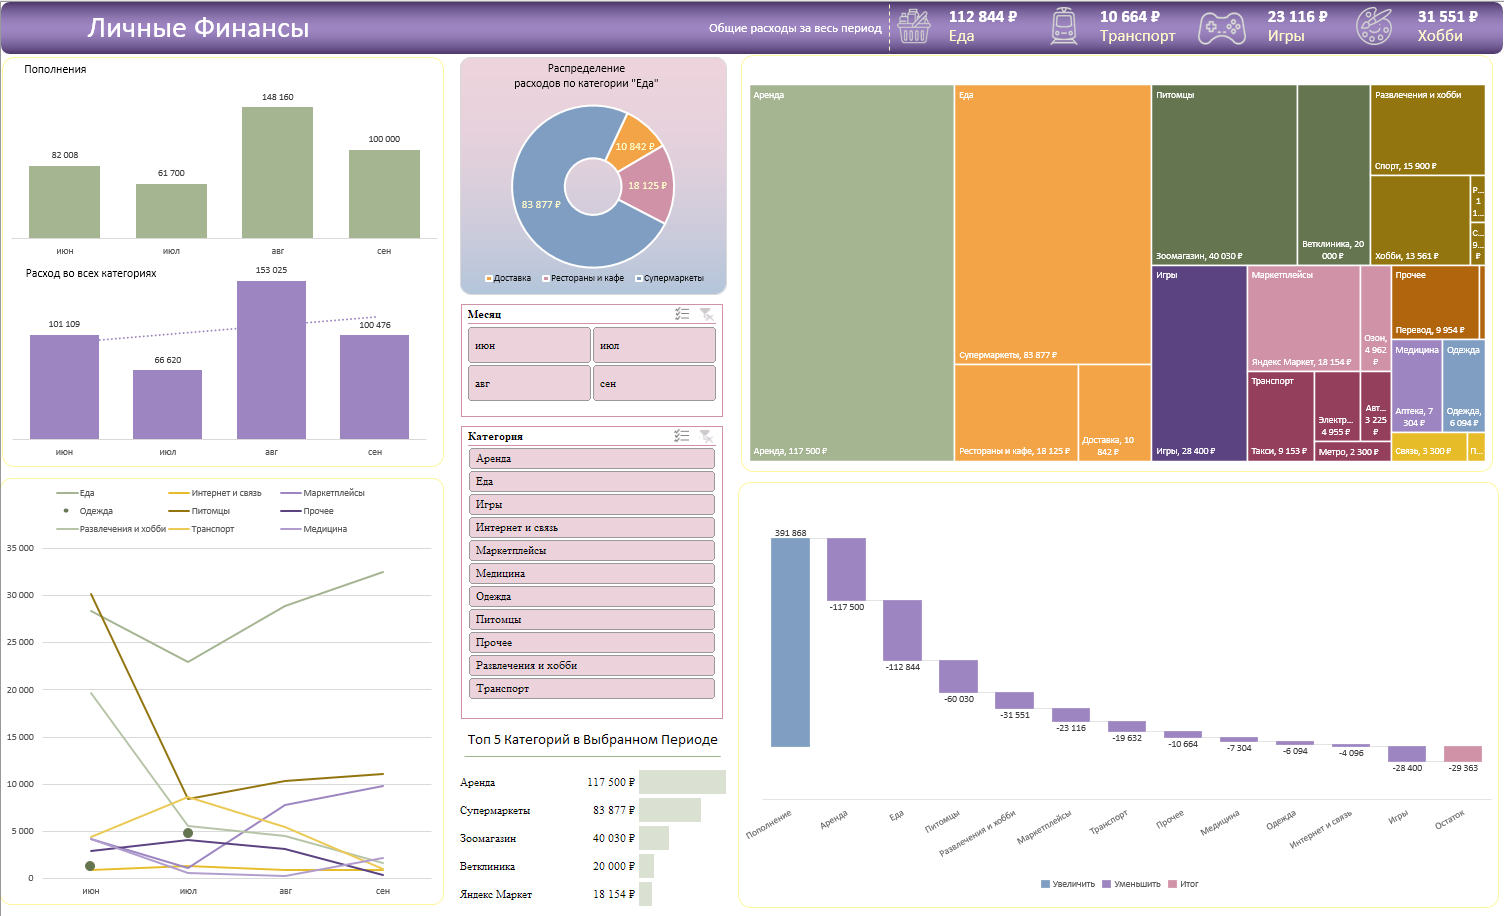 Личные Финансы
Общие расходы за весь период
112 844 ₽
Еда
10 664 ₽
Транспорт
23 116 ₽
Игры
31 551 ₽
Хобби
Пополнения
148 160
100 000
82 008
61 700
июн
июл
авг
сен
Расход во всех категориях
153 025
101 109
100 476
66 620
июн
июл
авг
сен
Еда
Интернет и связь
Маркетплейсы
Одежда
Питомцы
Прочее
Развлечения и хобби
Транспорт
Медицина
35 000
30 000
25 000
20 000
15 000
10 000
5 000
0
июн
июл
авг
сен
Распределение
расходов по категории "Еда"
10 842 ₽
18 125 ₽
83 877 ₽
Доставка
Рестораны и кафе
Супермаркеты
Месяц
июн
июл
авг
сен
Категория
Аренда
Еда
Игры
Интернет и связь
Маркетплейсы
Медицина
Одежда
Питомцы
Прочее
Развлечения и хобби
Транспорт
Топ 5 Категорий в Выбранном Периоде
Аренда 117 500 ₽
Супермаркеты 83 877 ₽
Зоомагазин 40 030 ₽
Ветклиника 20 000 ₽
Яндекс Маркет 18 154 ₽
Аренда
Аренда, 117 500 ₽
Еда
Супермаркеты, 83 877 ₽
Рестораны и кафе, 18 125 ₽
Доставка, 10
842 ₽
Питомцы
Зоомагазин, 40 030 ₽
Ветклиника, 20
000 ₽
Развлечения и хобби
Спорт, 15 900 ₽
Хобби, 13 561 ₽
Р...
1
1...
С...
9...
₽
Игры
Игры, 28 400 ₽
Маркетплейсы
Яндекс Маркет, 18 154 ₽
Озон,
4 962
₽
Прочее
Перевод, 9 954 ₽
Транспорт
Такси, 9 153 ₽
Электр...
4 955 ₽
Авт...
3 225
₽
Метро, 2 300 ₽
Медицина
Аптека, 7
304 ₽
Одежда
Одежда,
6 094 ₽
Связь, 3 300 ₽
П...
391 868
-117 500
-112 844
-60 030
-31 551
-23 116
-19 632
-10 664
-7 304
-6 094
-4 096
-28 400
-29 363
Пополнение
Аренда
Еда
Питомцы
Развлечения и хобби
Маркетплейсы
Транспорт
Прочее
Медицина
Одежда
Интернет и связь
Игры
Остаток
Увеличить
Уменьшить
Итог